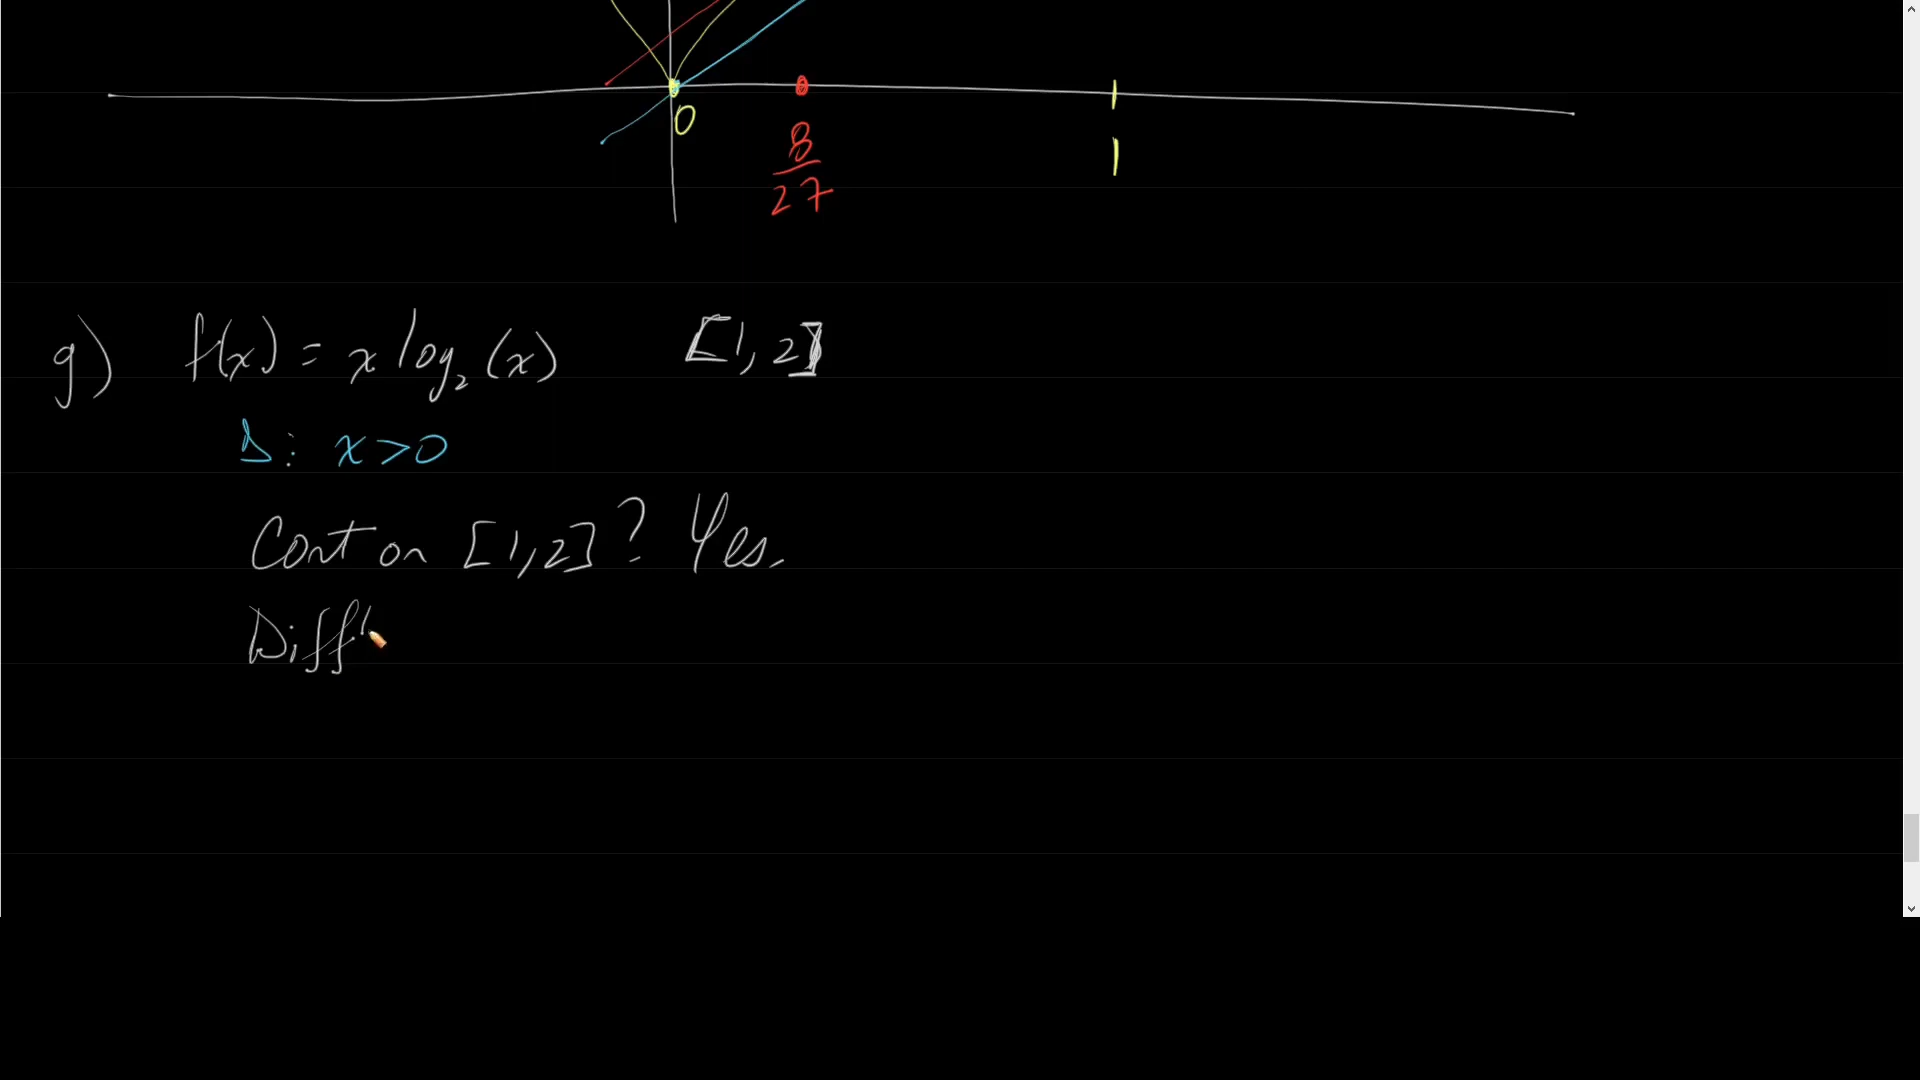 0
8
27
1
g) f(x) = x log₂(x) [1, 2]
D: x > 0
Cont on [1, 2]? Yes.
Diff'